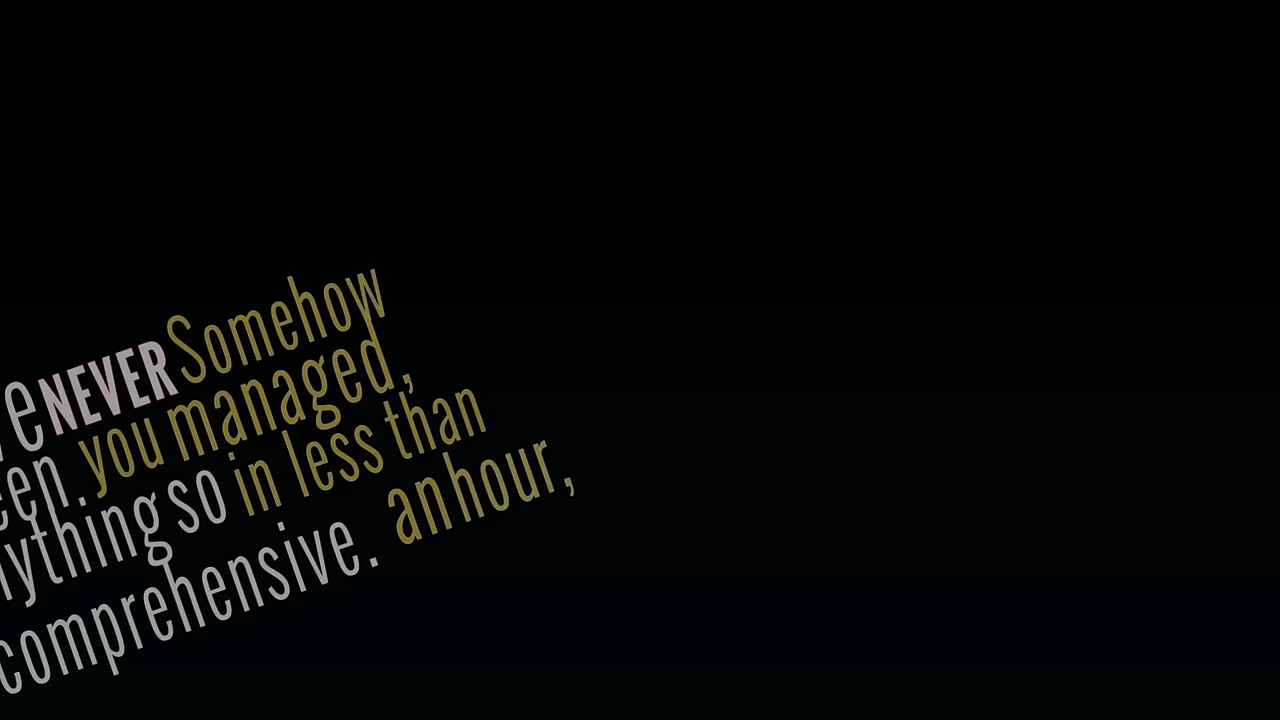 NEVER
een.
ything so
comprehensive.
Somehow
you managed,
in less than
an hour,